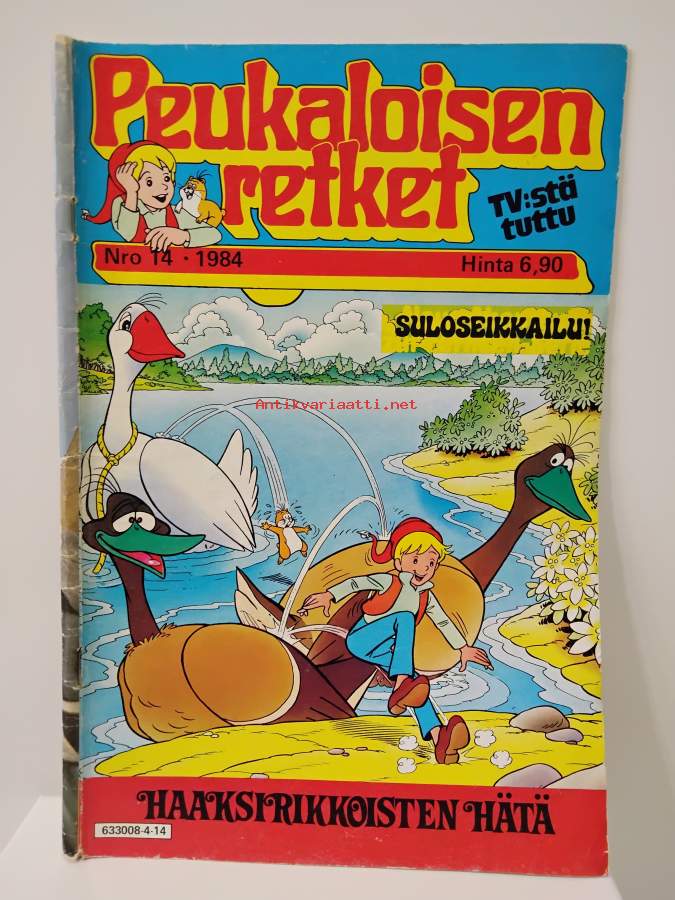 Peukaloisen
retket
TV:stä
tuttu
Nro 14 • 1984 Hinta 6,90
SULOSEIKKAILU!
Antikvariaatti.net
HAAKSIRIKKOISTEN HÄTÄ
633008-4-14